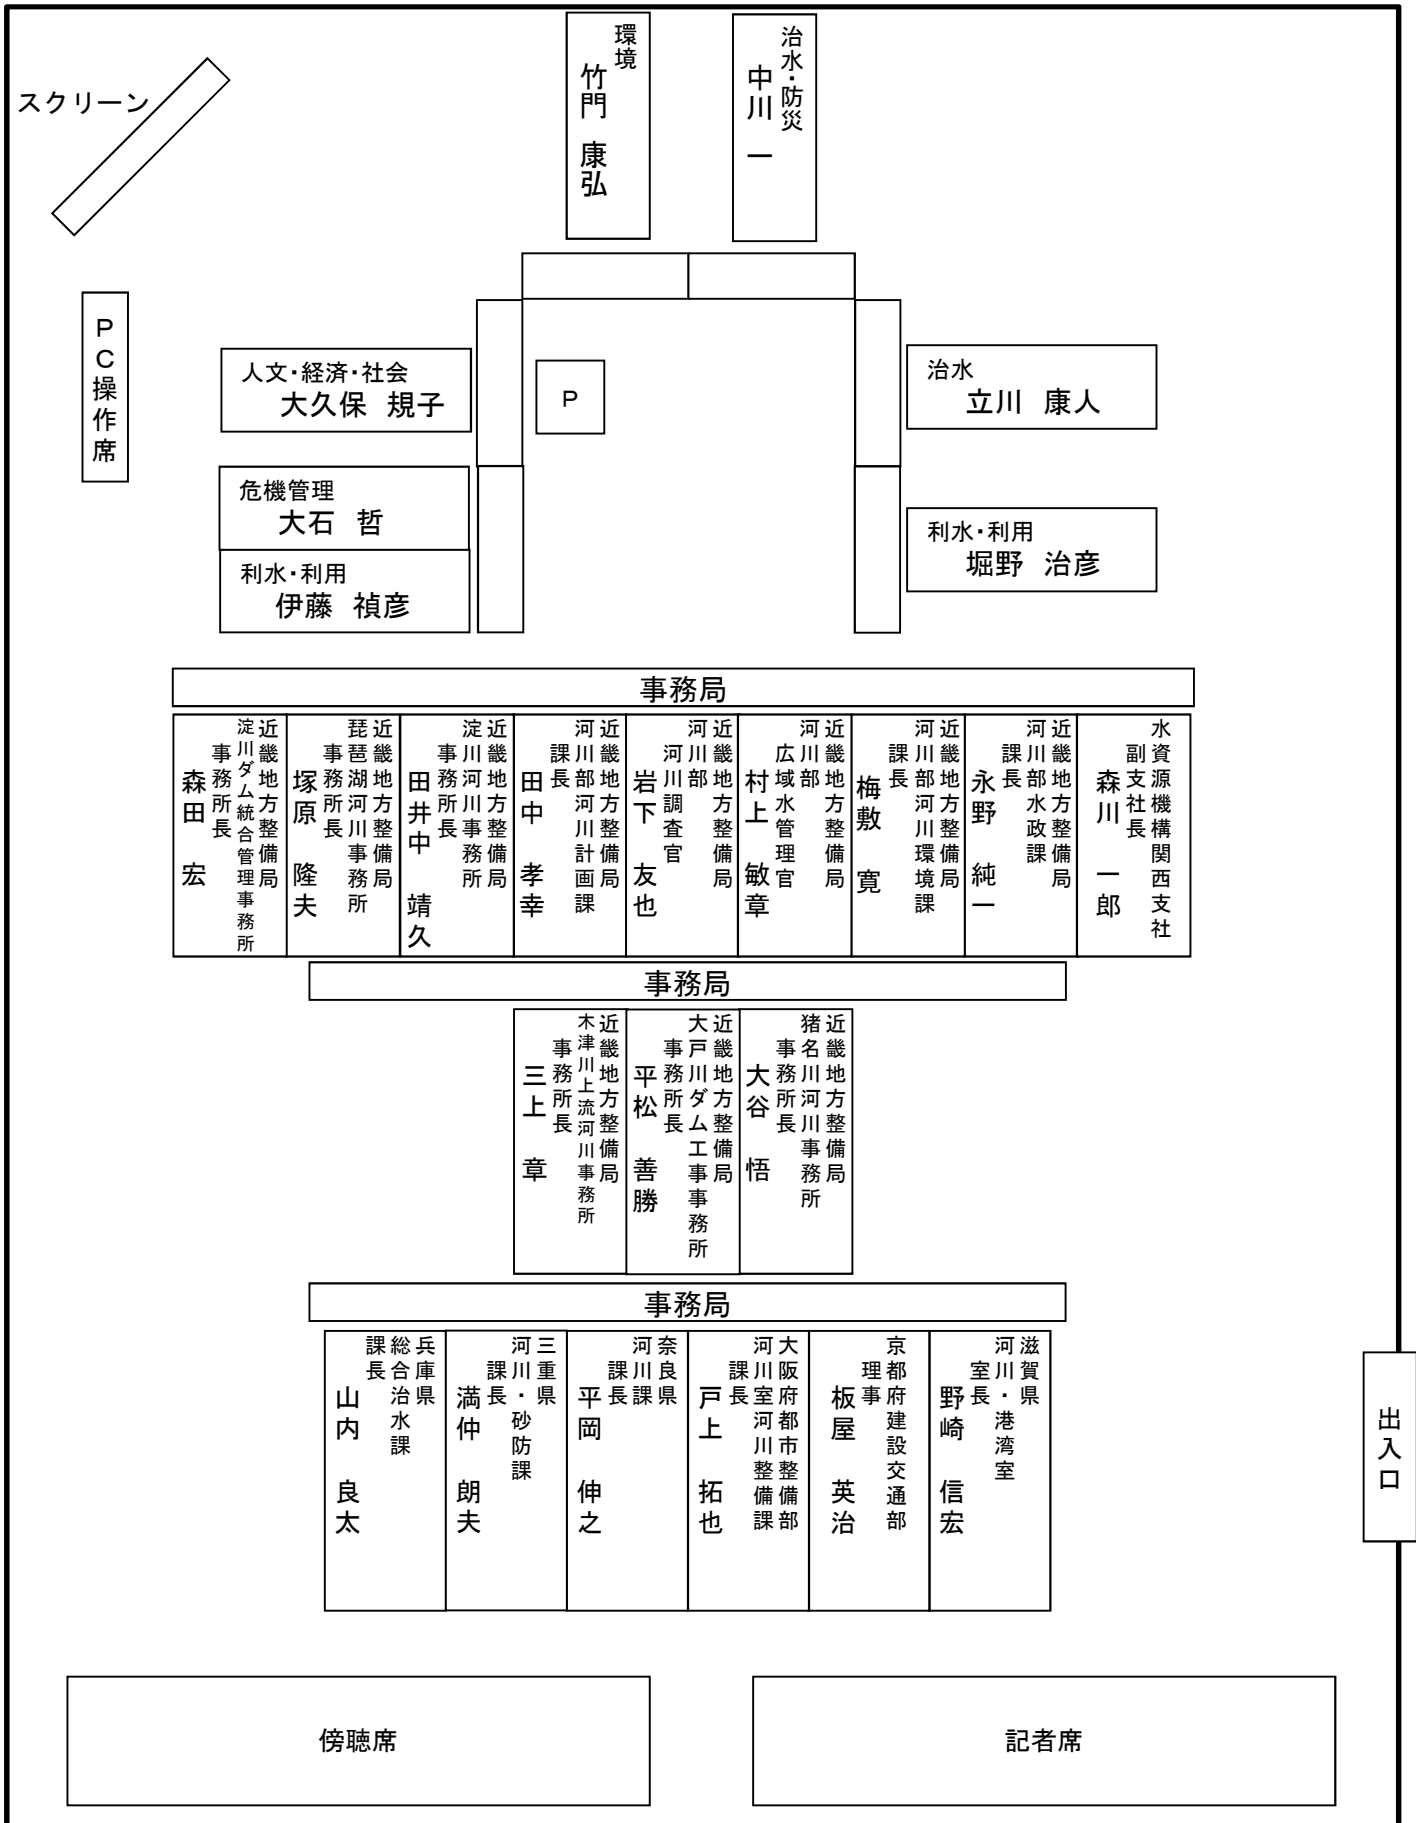 スクリーン
環境
竹門 康弘
治水・防災
中川 一
PC操作席
人文・経済・社会
大久保 規子
P
治水
立川 康人
危機管理
大石 哲
利水・利用
伊藤 禎彦
利水・利用
堀野 治彦
事務局
近畿地方整備局
淀川ダム統合管理事務所
事務所長
森田 宏
近畿地方整備局
琵琶湖河川事務所
事務所長
塚原 隆夫
近畿地方整備局
淀川河川事務所
事務所長
田井中 靖久
近畿地方整備局
河川部河川計画課
課長
田中 孝幸
近畿地方整備局
河川部
河川調査官
岩下 友也
近畿地方整備局
河川部
広域水管理官
村上 敏章
近畿地方整備局
河川部河川環境課
課長
梅敷 寛
近畿地方整備局
河川部水政課
課長
永野 純一
水資源機構関西支社
副支社長
森川 一郎
事務局
近畿地方整備局
木津川上流河川事務所
事務所長
三上 章
近畿地方整備局
大戸川ダム工事事務所
事務所長
平松 善勝
近畿地方整備局
猪名川河川事務所
事務所長
大谷 悟
事務局
兵庫県
総合治水課
課長
山内 良太
三重県
河川・砂防課
課長
満仲 朗夫
奈良県
河川課
課長
平岡 伸之
大阪府都市整備部
河川室河川整備課
課長
戸上 拓也
京都府建設交通部
理事
板屋 英治
滋賀県
河川・港湾室
室長
野崎 信宏
出入口
傍聴席
記者席